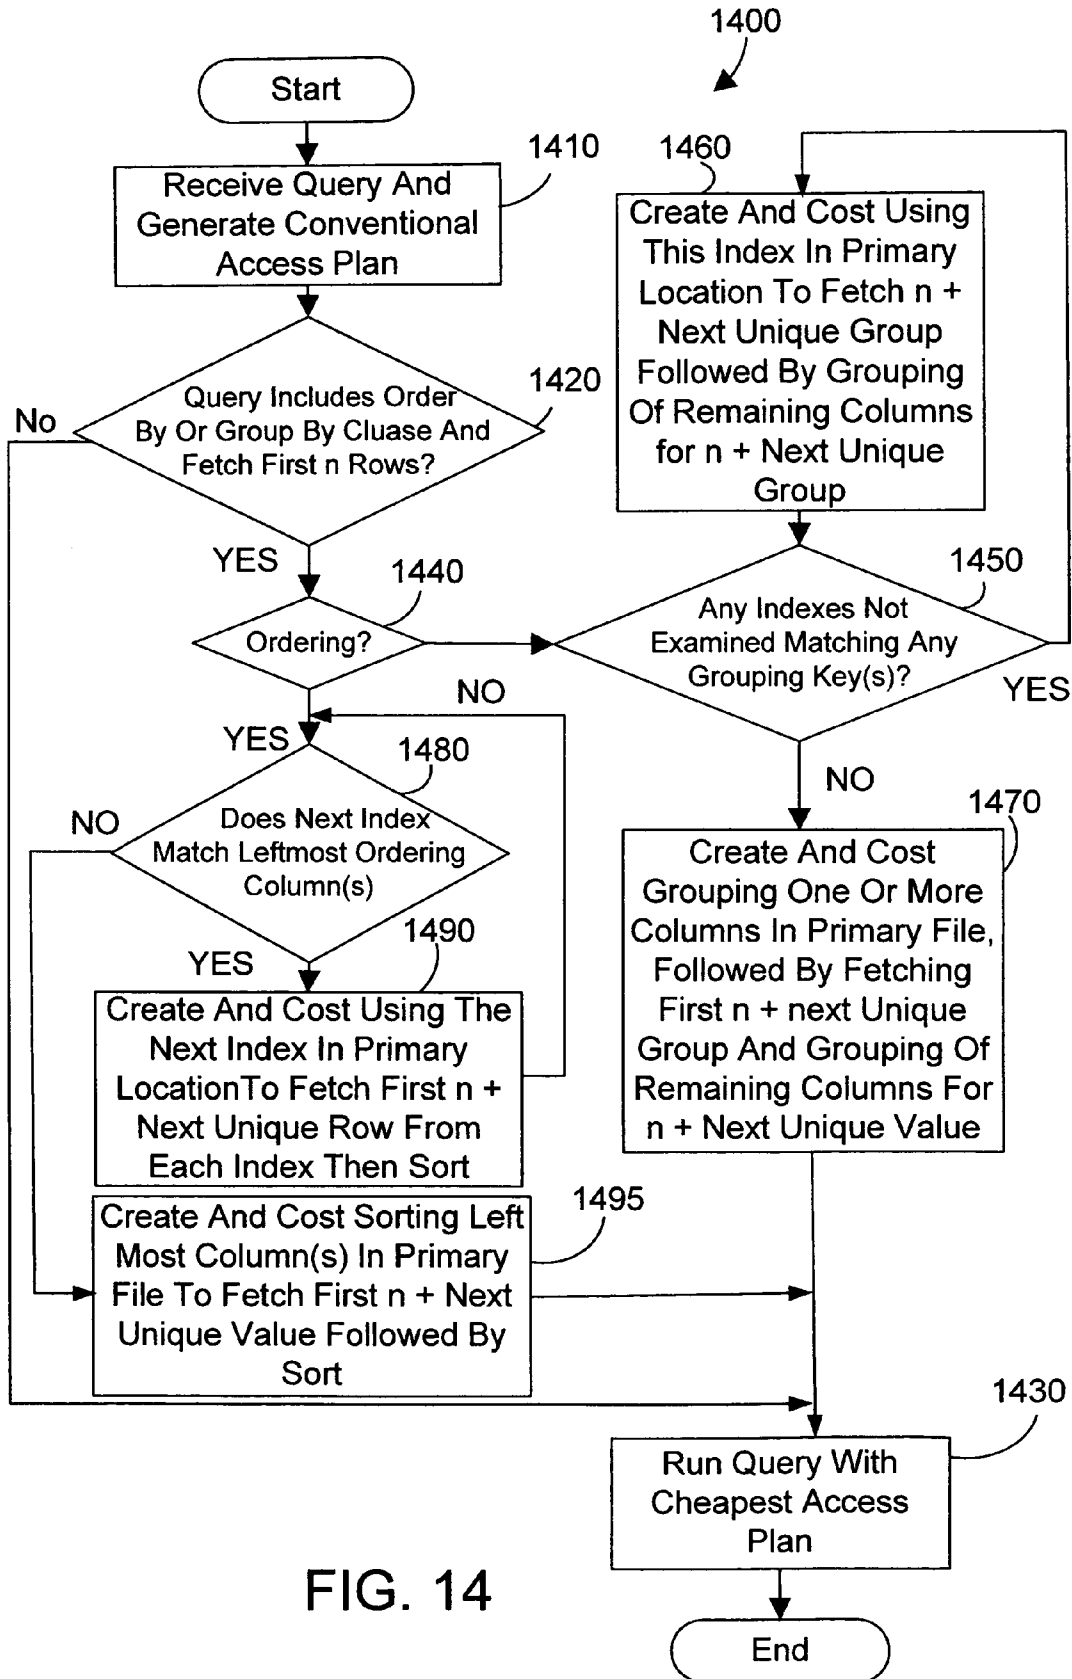 1400
Start
1410
Receive Query And
Generate Conventional
Access Plan
1420
Query Includes Order
By Or Group By Cluase And
Fetch First n Rows?
No
YES
1440
Ordering?
NO
YES
1480
Does Next Index
Match Leftmost Ordering
Column(s)
NO
YES
1490
Create And Cost Using The
Next Index In Primary
LocationTo Fetch First n +
Next Unique Row From
Each Index Then Sort
1495
Create And Cost Sorting Left
Most Column(s) In Primary
File To Fetch First n + Next
Unique Value Followed By
Sort
1460
Create And Cost Using
This Index In Primary
Location To Fetch n +
Next Unique Group
Followed By Grouping
Of Remaining Columns
for n + Next Unique
Group
1450
Any Indexes Not
Examined Matching Any
Grouping Key(s)?
YES
NO
1470
Create And Cost
Grouping One Or More
Columns In Primary File,
Followed By Fetching
First n + next Unique
Group And Grouping Of
Remaining Columns For
n + Next Unique Value
1430
Run Query With
Cheapest Access
Plan
End
FIG. 14